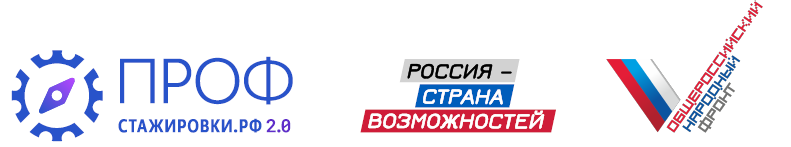 ПРОФ
СТАЖИРОВКИ.РФ 2.0
РОССИЯ –
СТРАНА
ВОЗМОЖНОСТЕЙ
ОБЩЕРОССИЙСКИЙ
НАРОДНЫЙ
ФРОНТ